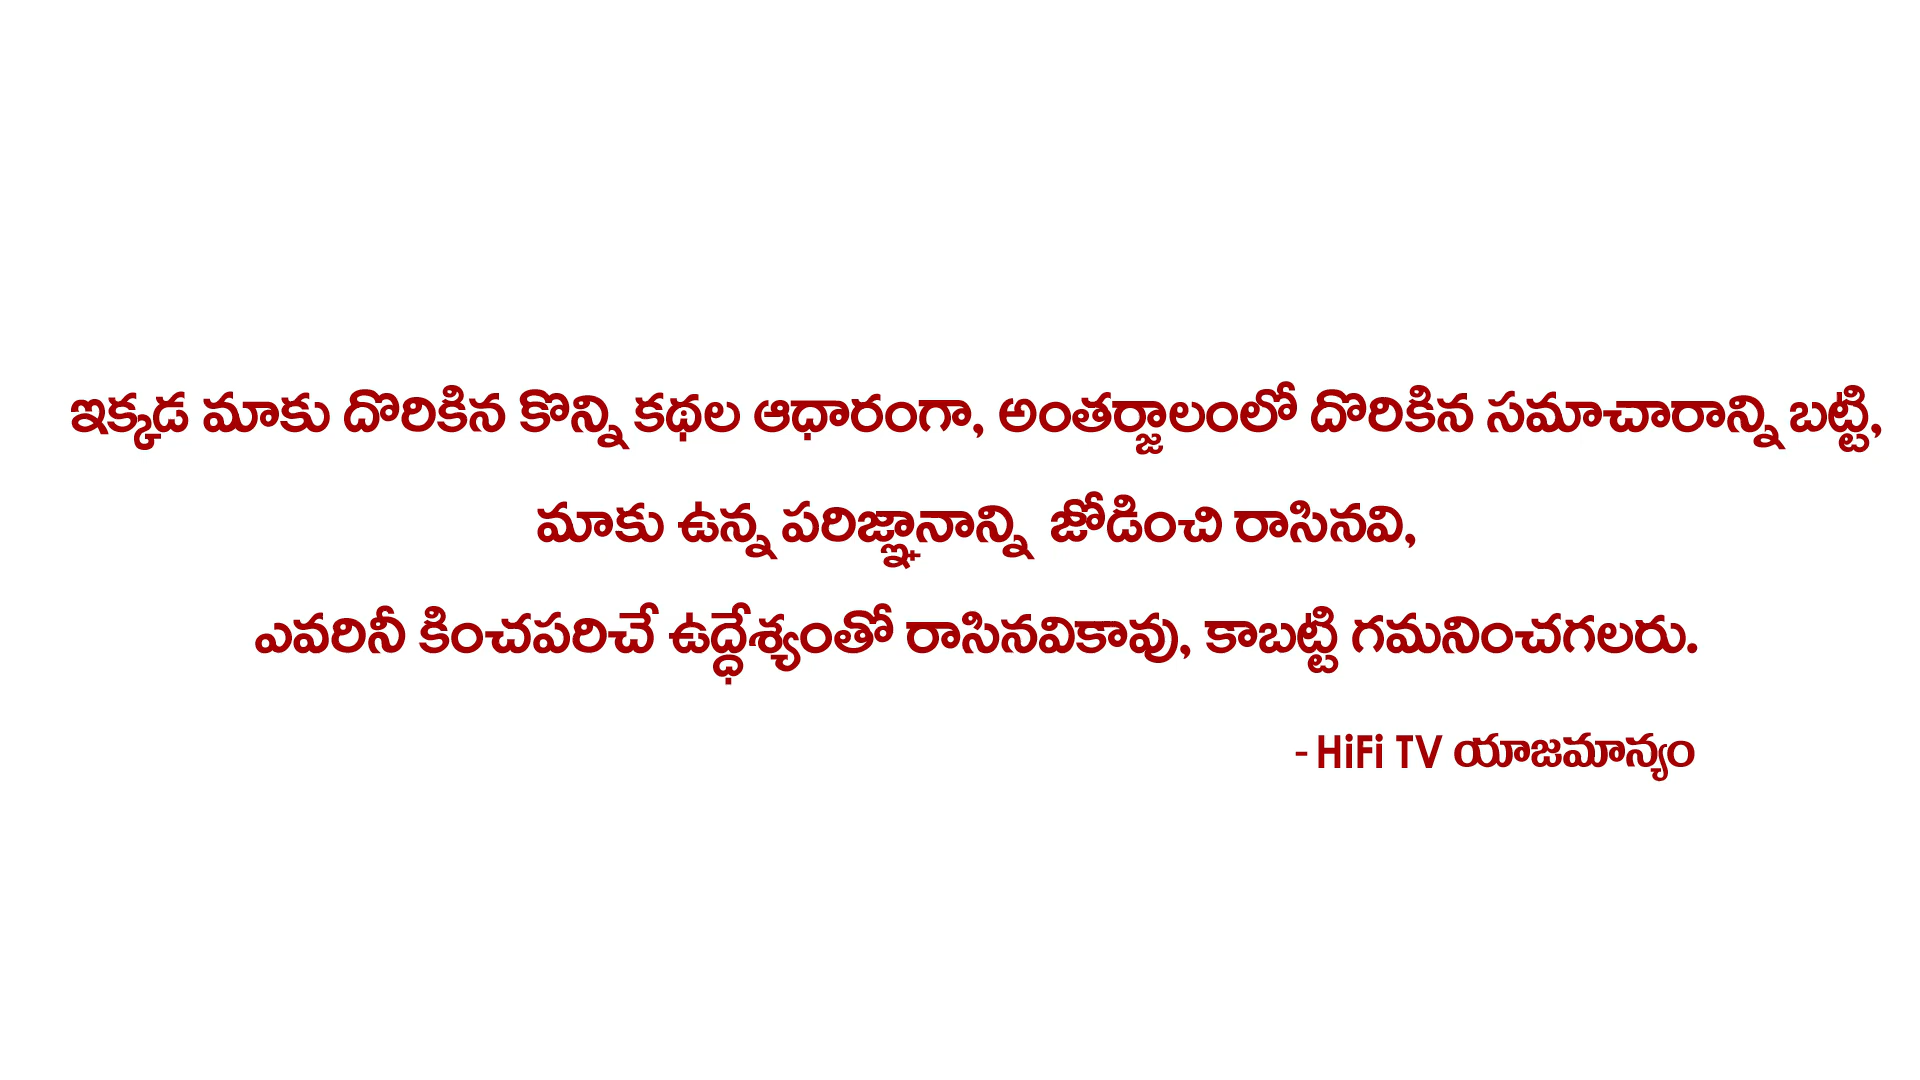 ఇక్కడ మాకు దొరికిన కొన్ని కథల ఆధారంగా, అంతర్జాలంలో దొరికిన సమాచారాన్ని బట్టి,
మాకు ఉన్న పరిజ్ఞానాన్ని జోడించి రాసినవి,
ఎవరినీ కించపరిచే ఉద్ధేశ్యంతో రాసినవికావు, కాబట్టి గమనించగలరు.
- HiFi TV యాజమాన్యం